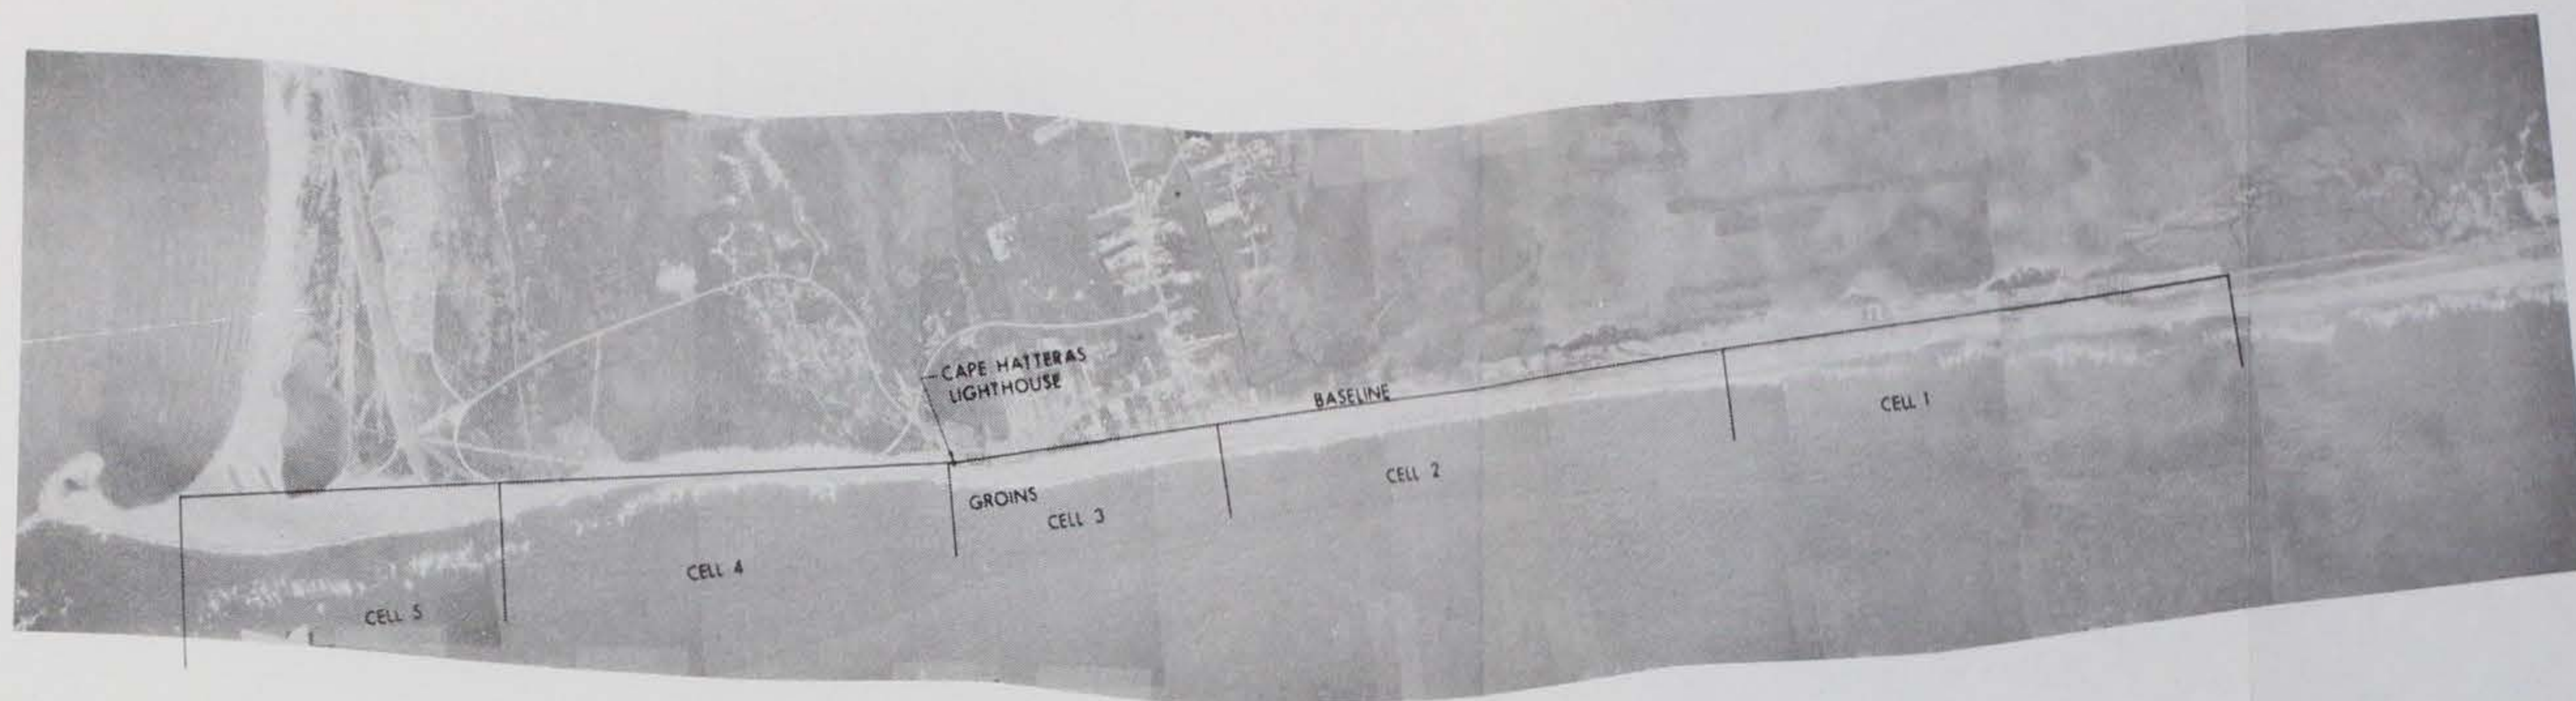 CAPE HATTERAS
LIGHTHOUSE
BASELINE
CELL 1
CELL 2
GROINS
CELL 3
CELL 4
CELL 5